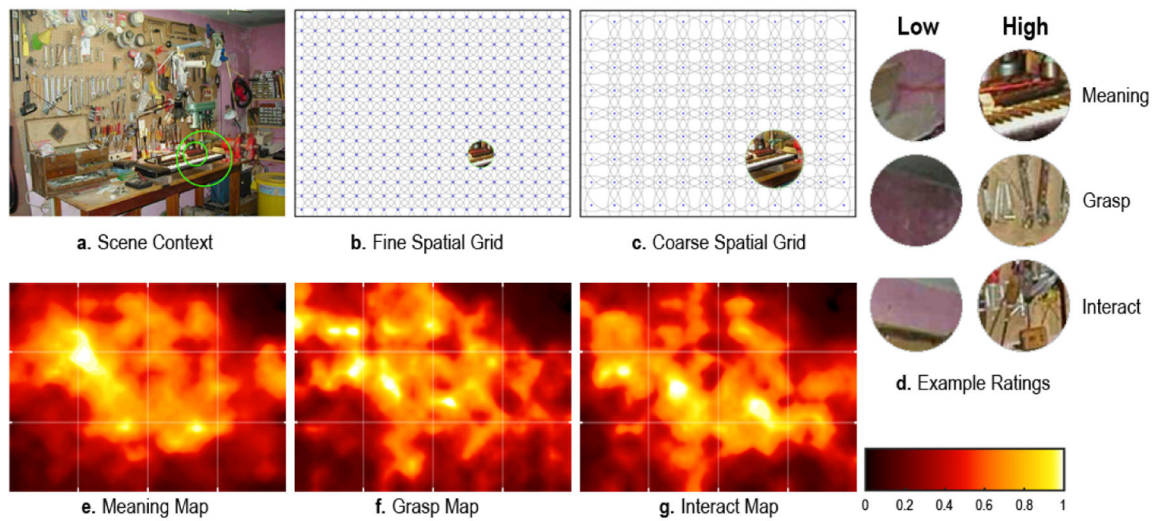 Low High
Meaning
Grasp
Interact
a. Scene Context
b. Fine Spatial Grid
c. Coarse Spatial Grid
d. Example Ratings
e. Meaning Map
f. Grasp Map
g. Interact Map
0 0.2 0.4 0.6 0.8 1